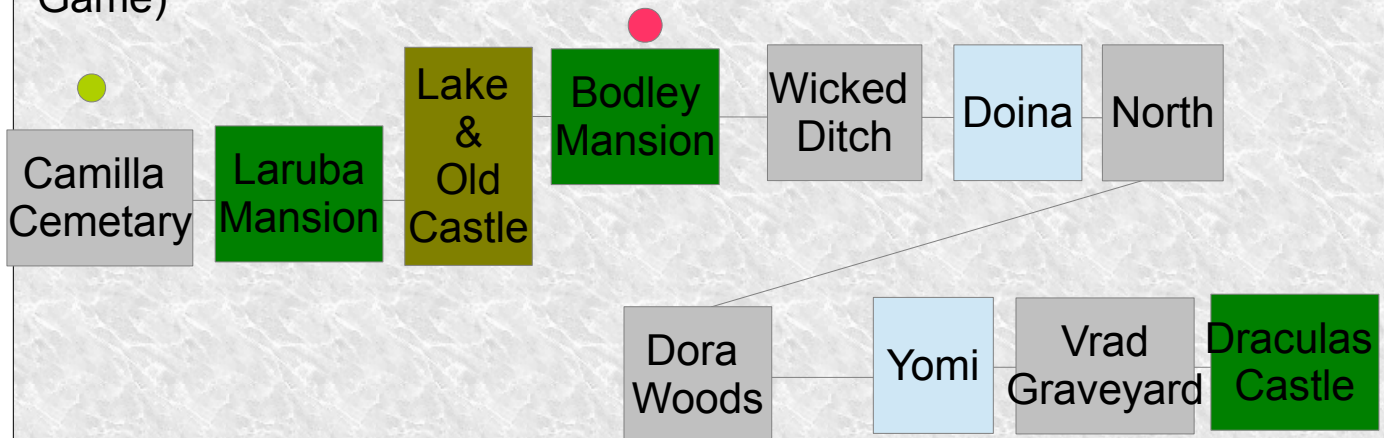 Game)
Camilla
Cemetary
Laruba
Mansion
Lake
&
Old
Castle
Bodley
Mansion
Wicked
Ditch
Doina
North
Dora
Woods
Yomi
Vrad
Graveyard
Draculas
Castle